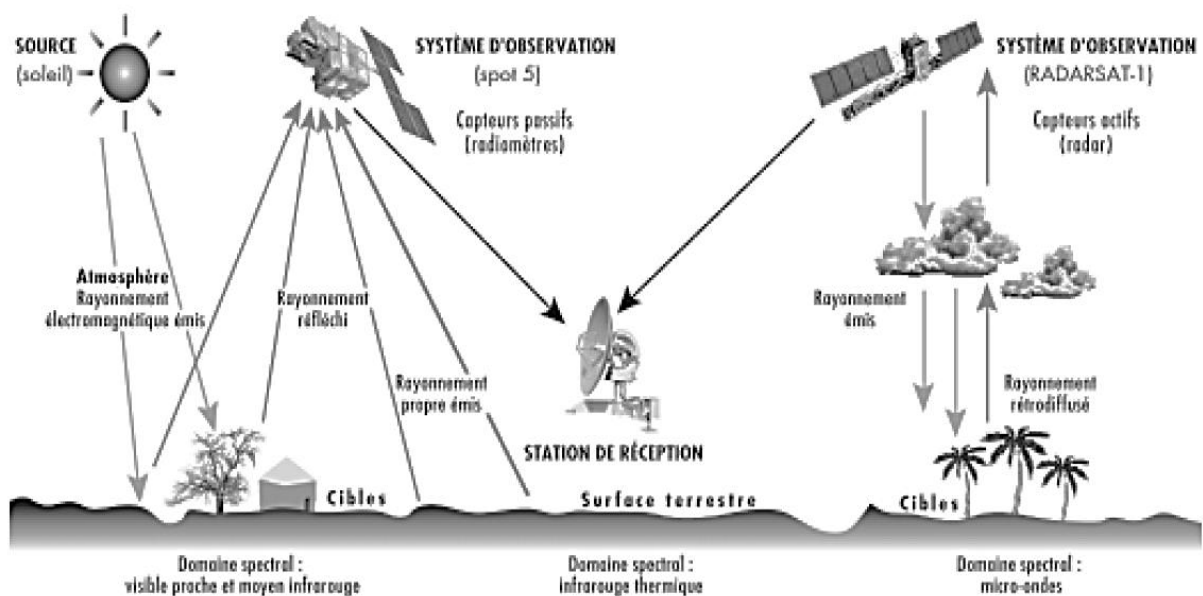 SOURCE
(soleil)
SYSTÈME D'OBSERVATION
(spot 5)
Capteurs passifs
(radiomètres)
SYSTÈME D'OBSERVATION
(RADARSAT-1)
Capteurs actifs
(radar)
Atmosphère
Rayonnement
électromagnétique émis
Rayonnement
réfléchi
Rayonnement
propre émis
Rayonnement
émis
Rayonnement
rétrodiffusé
STATION DE RÉCEPTION
Cibles
Surface terrestre
Cibles
Domaine spectral :
visible proche et moyen infrarouge
Domaine spectral :
infrarouge thermique
Domaine spectral :
micro-ondes